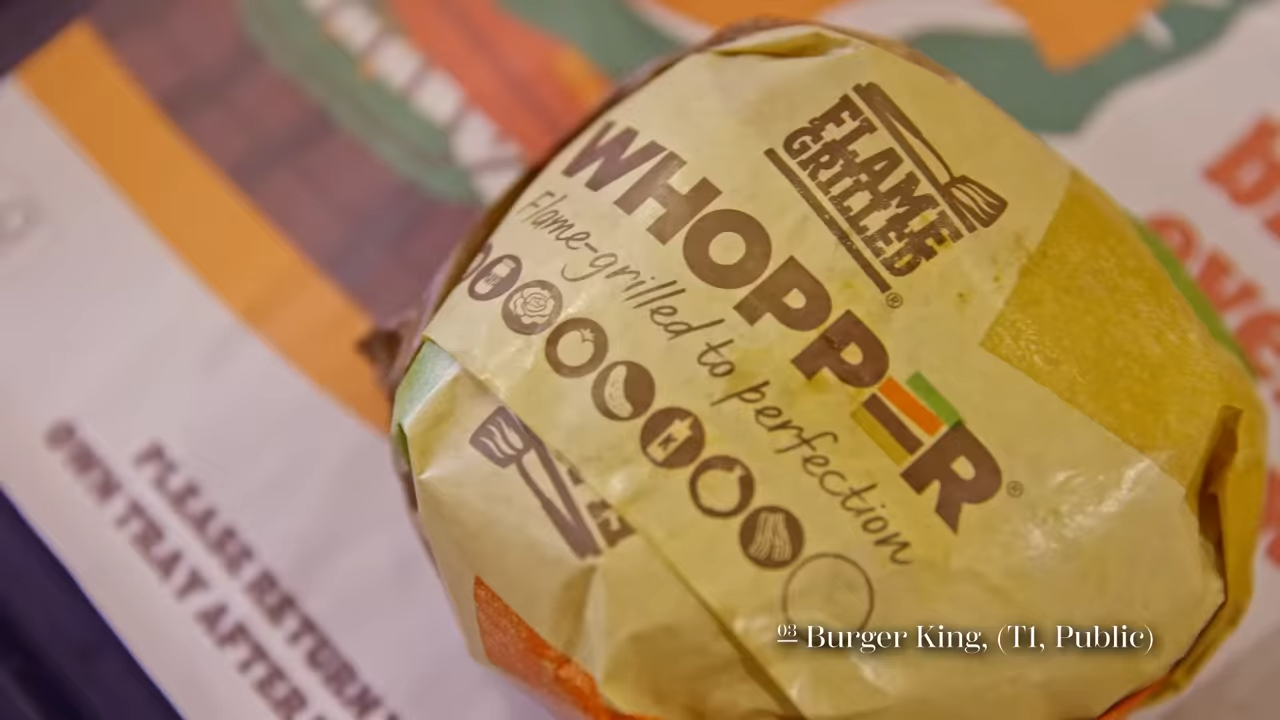 FLAME
GRILLED
®
WHOPPER®
Flame-grilled to perfection
PLEASE RETURN
OWN TRAY AFTER
03 Burger King, (T1, Public)